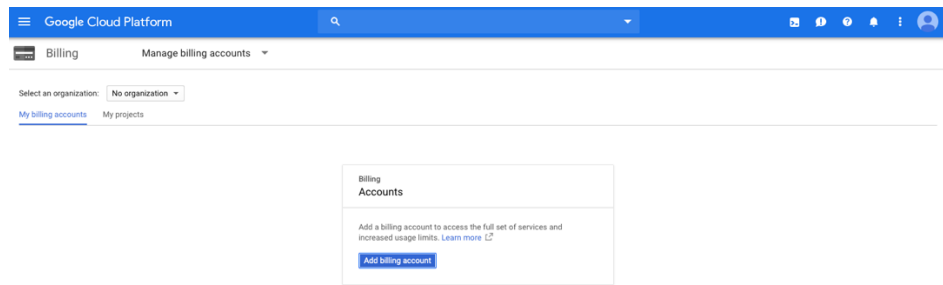 Google Cloud Platform
Billing
Manage billing accounts
Select an organization: No organization
My billing accounts My projects
Billing
Accounts
Add a billing account to access the full set of services and
increased usage limits. Learn more
Add billing account